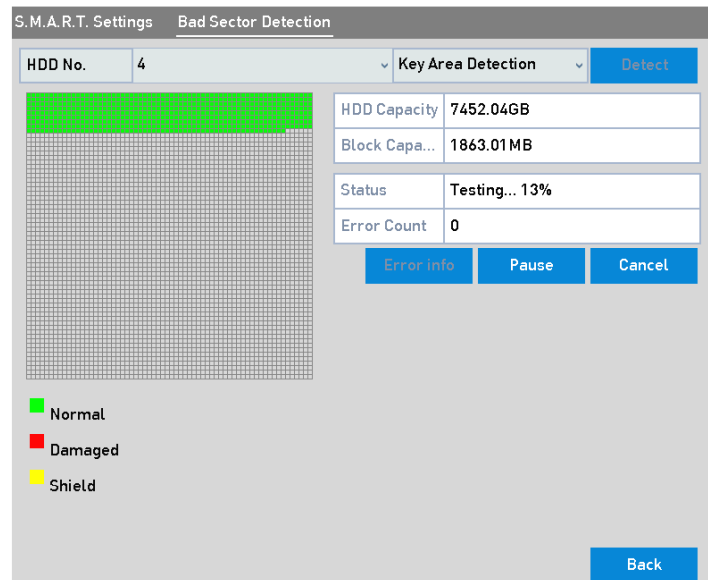 S.M.A.R.T. Settings Bad Sector Detection
HDD No. 4 Key Area Detection Detect
HDD Capacity 7452.04GB
Block Capa... 1863.01MB
Status Testing... 13%
Error Count 0
Error info Pause Cancel
Normal
Damaged
Shield
Back